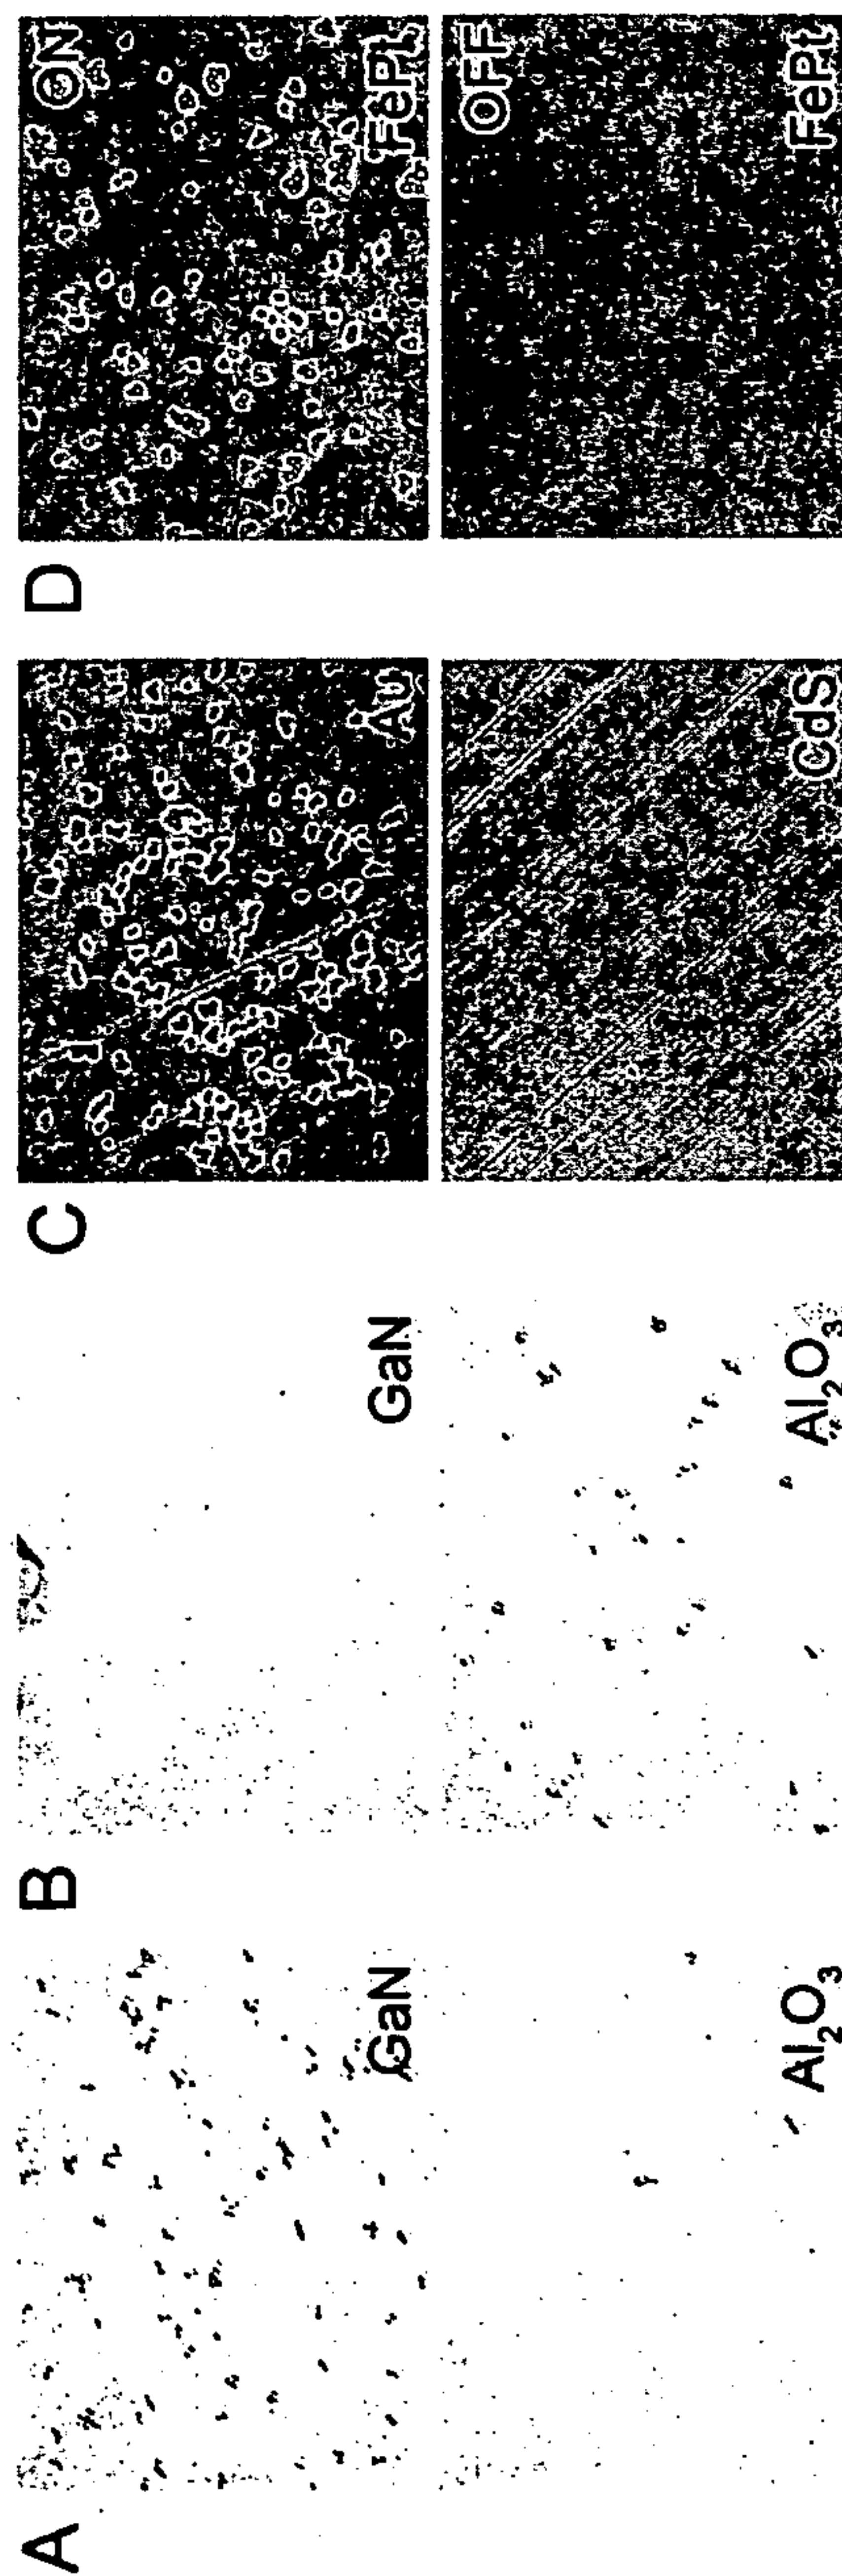 A
GaN
Al₂O₃
B
GaN
Al₂O₃
C
Au
CdS
D
ON
FePt
OFF
FePt